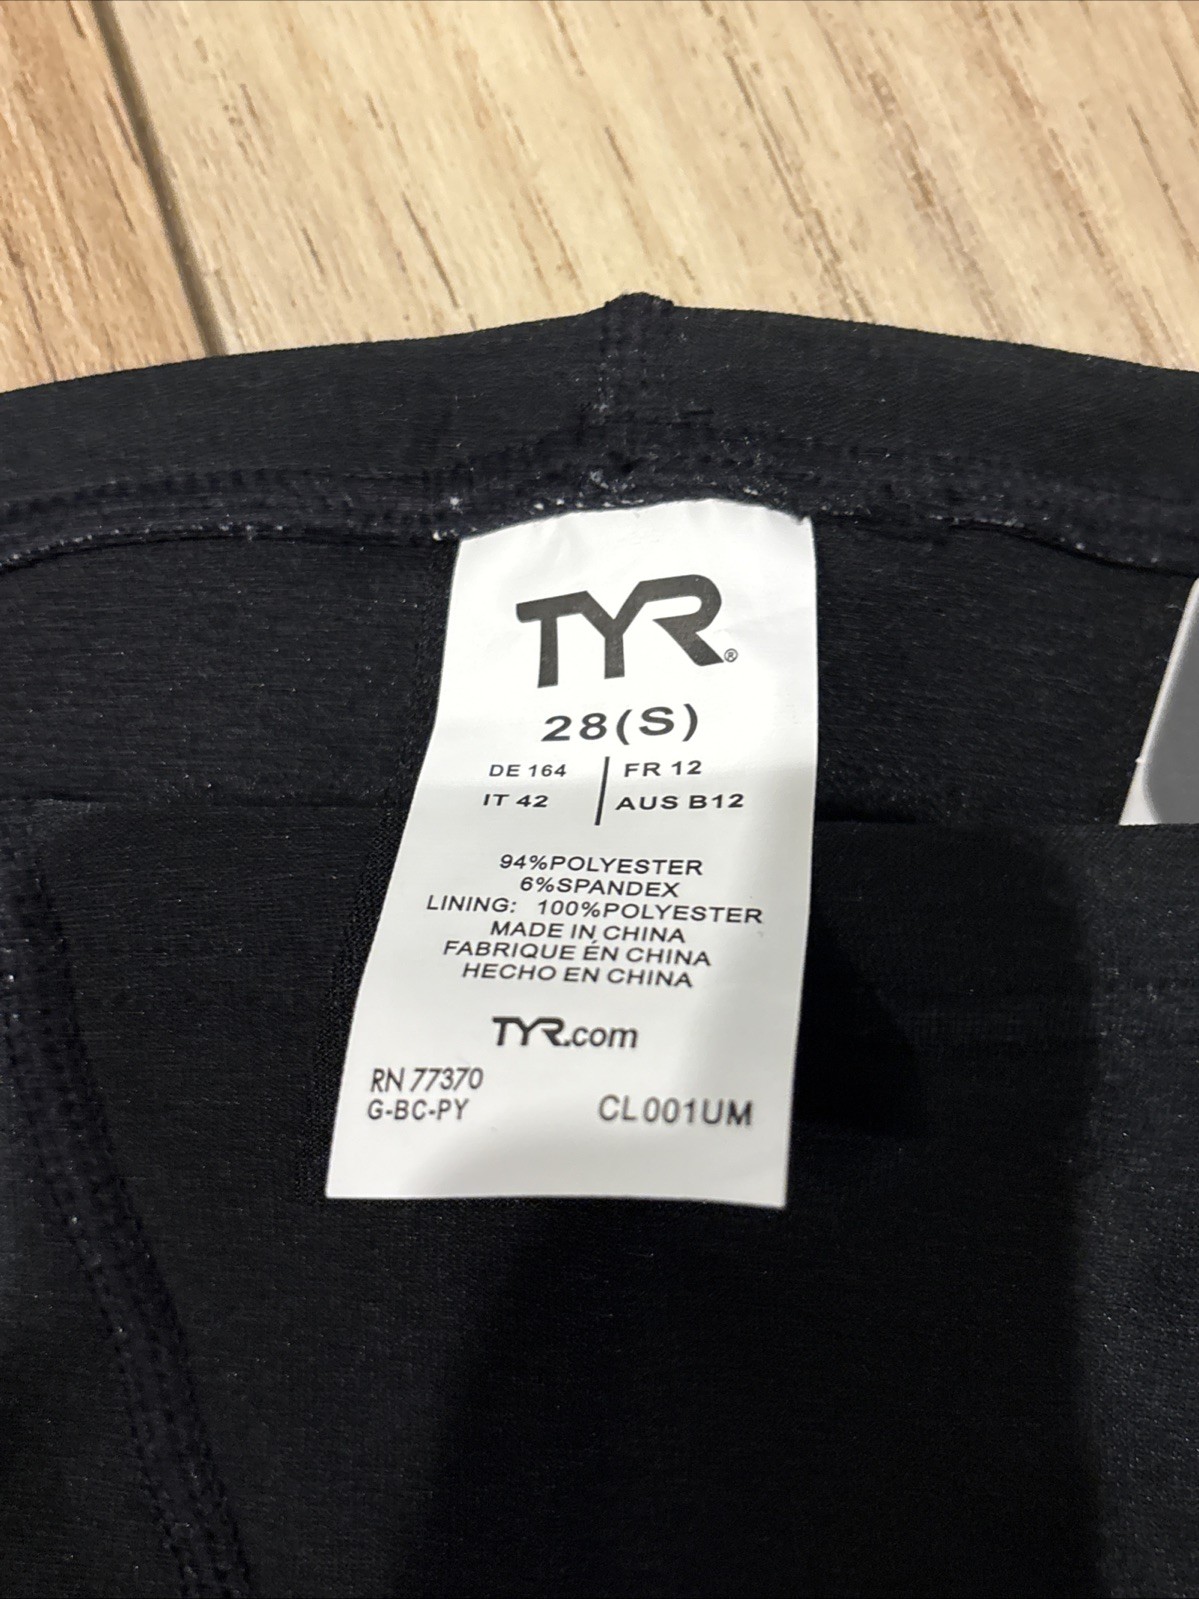 TYR®
28(S)
DE 164 | FR 12
IT 42 | AUS B12
94%POLYESTER
6%SPANDEX
LINING: 100%POLYESTER
MADE IN CHINA
FABRIQUE ÉN CHINA
HECHO EN CHINA
TYR.com
RN 77370
G-BC-PY CL001UM